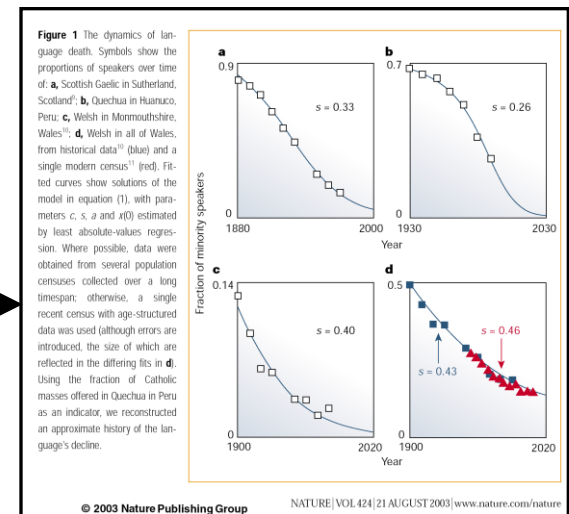 Figure 1 The dynamics of lan-
guage death. Symbols show the
proportions of speakers over time
of: a, Scottish Gaelic in Sutherland,
Scotland⁹; b, Quechua in Huanuco,
Peru; c, Welsh in Monmouthshire,
Wales¹⁰; d, Welsh in all of Wales,
from historical data¹⁰ (blue) and a
single modern census¹¹ (red). Fit-
ted curves show solutions of the
model in equation (1), with para-
meters c, s, a and x(0) estimated
by least absolute-values regres-
sion. Where possible, data were
obtained from several population
censuses collected over a long
timespan; otherwise, a single
recent census with age-structured
data was used (although errors are
introduced, the size of which are
reflected in the differing fits in d).
Using the fraction of Catholic
masses offered in Quechua in Peru
as an indicator, we reconstructed
an approximate history of the lan-
guage's decline.
Fraction of minority speakers
a
0.9
s = 0.33
0
1880 2000
Year
b
0.7
s = 0.26
0
1930 2030
Year
c
0.14
s = 0.40
0
1900 2020
Year
d
0.5
s = 0.46
s = 0.43
0
1900 2020
Year
© 2003 Nature Publishing Group
NATURE | VOL 424 | 21 AUGUST 2003 | www.nature.com/nature